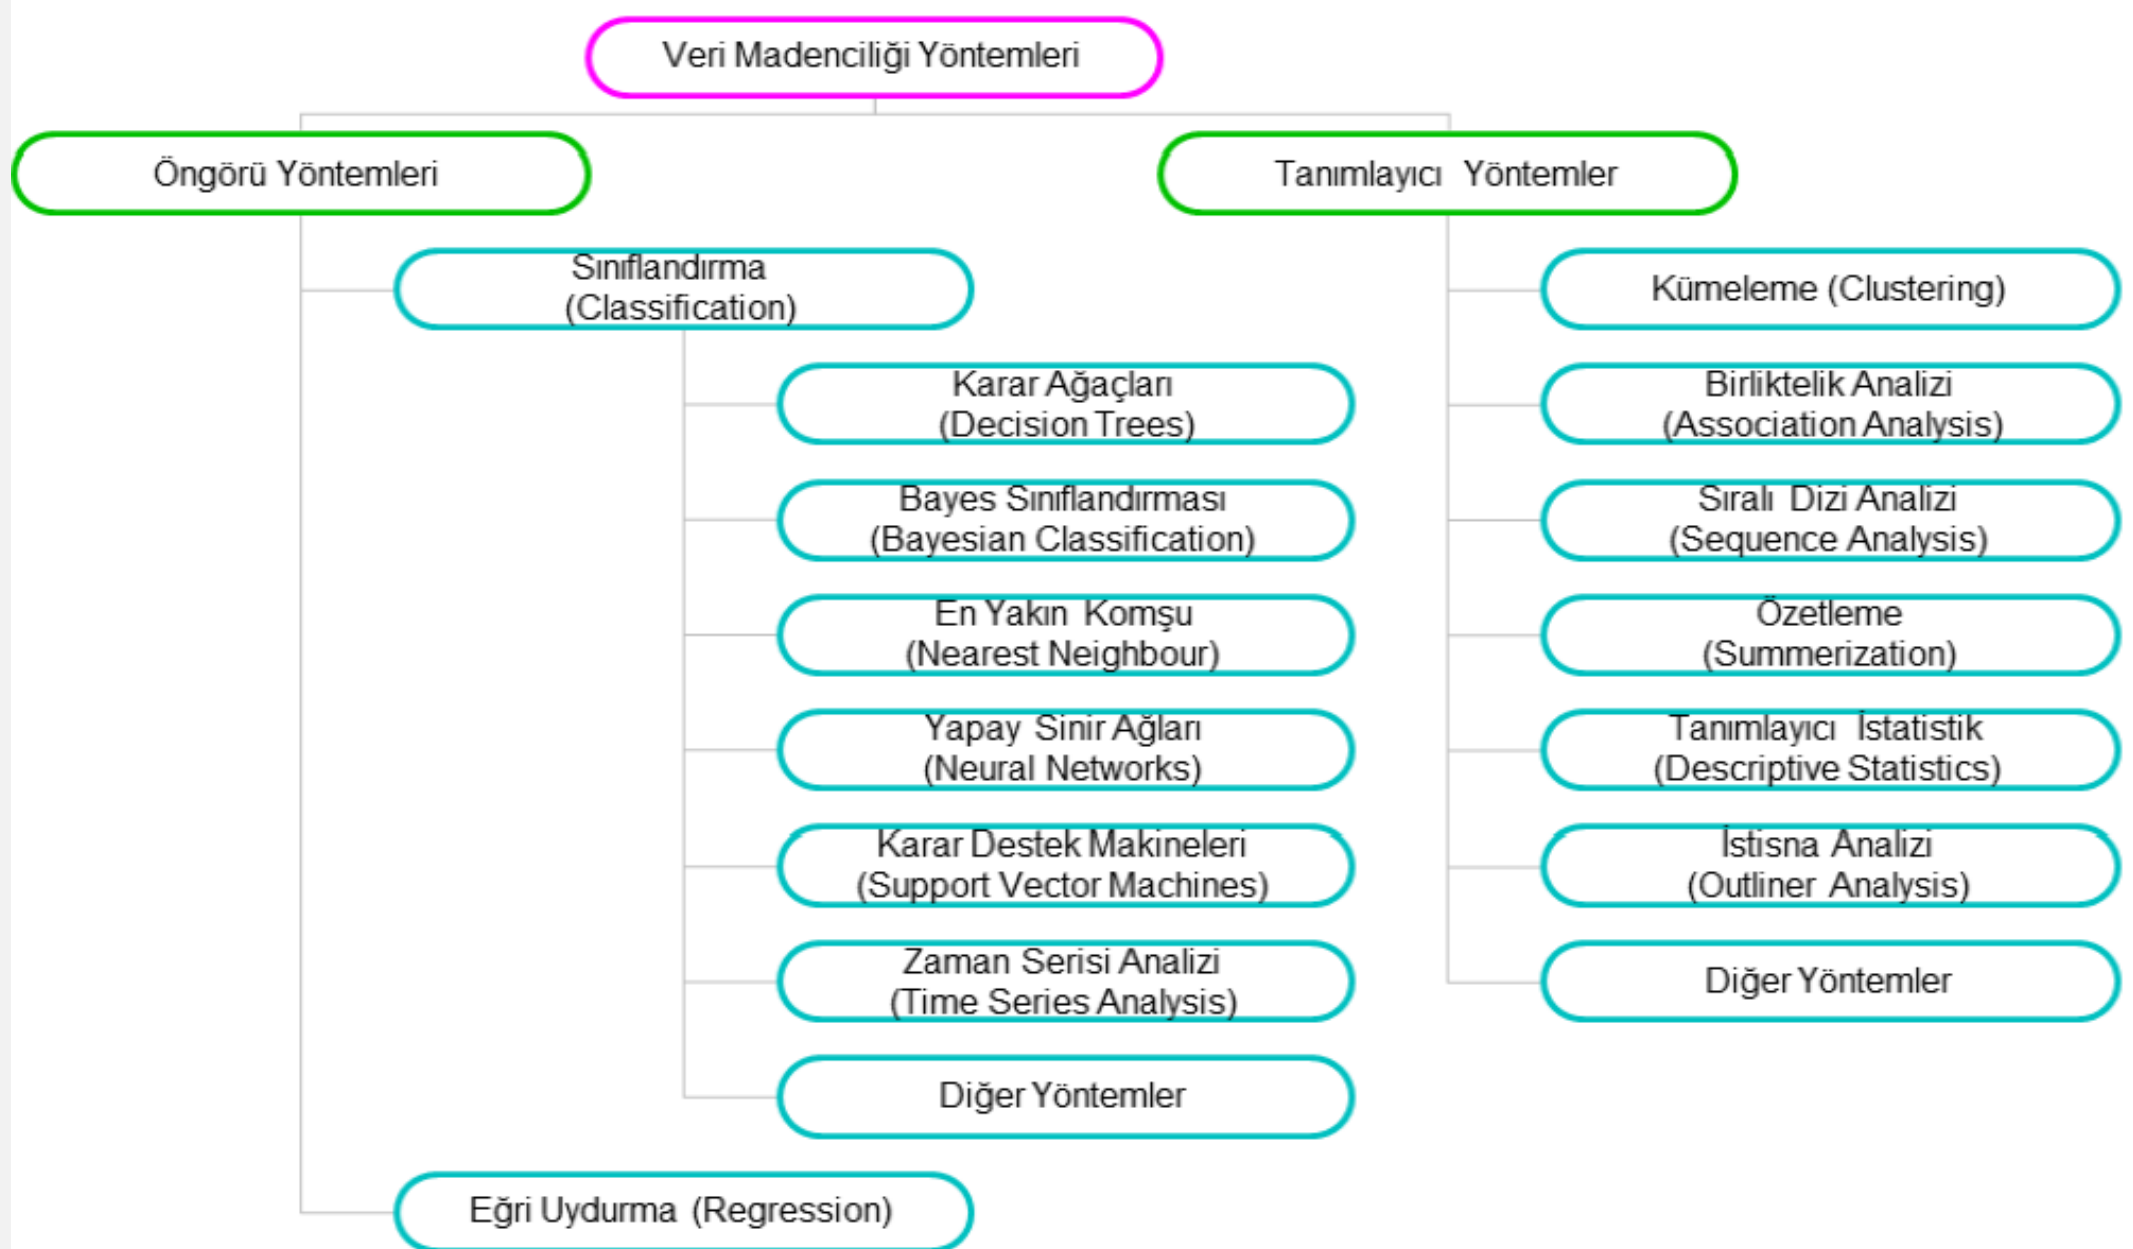 Veri Madenciliği Yöntemleri
Öngörü Yöntemleri
Sınıflandırma
(Classification)
Karar Ağaçları
(Decision Trees)
Bayes Sınıflandırması
(Bayesian Classification)
En Yakın Komşu
(Nearest Neighbour)
Yapay Sinir Ağları
(Neural Networks)
Karar Destek Makineleri
(Support Vector Machines)
Zaman Serisi Analizi
(Time Series Analysis)
Diğer Yöntemler
Eğri Uydurma (Regression)
Tanımlayıcı Yöntemler
Kümeleme (Clustering)
Birliktelik Analizi
(Association Analysis)
Sıralı Dizi Analizi
(Sequence Analysis)
Özetleme
(Summerization)
Tanımlayıcı İstatistik
(Descriptive Statistics)
İstisna Analizi
(Outliner Analysis)
Diğer Yöntemler